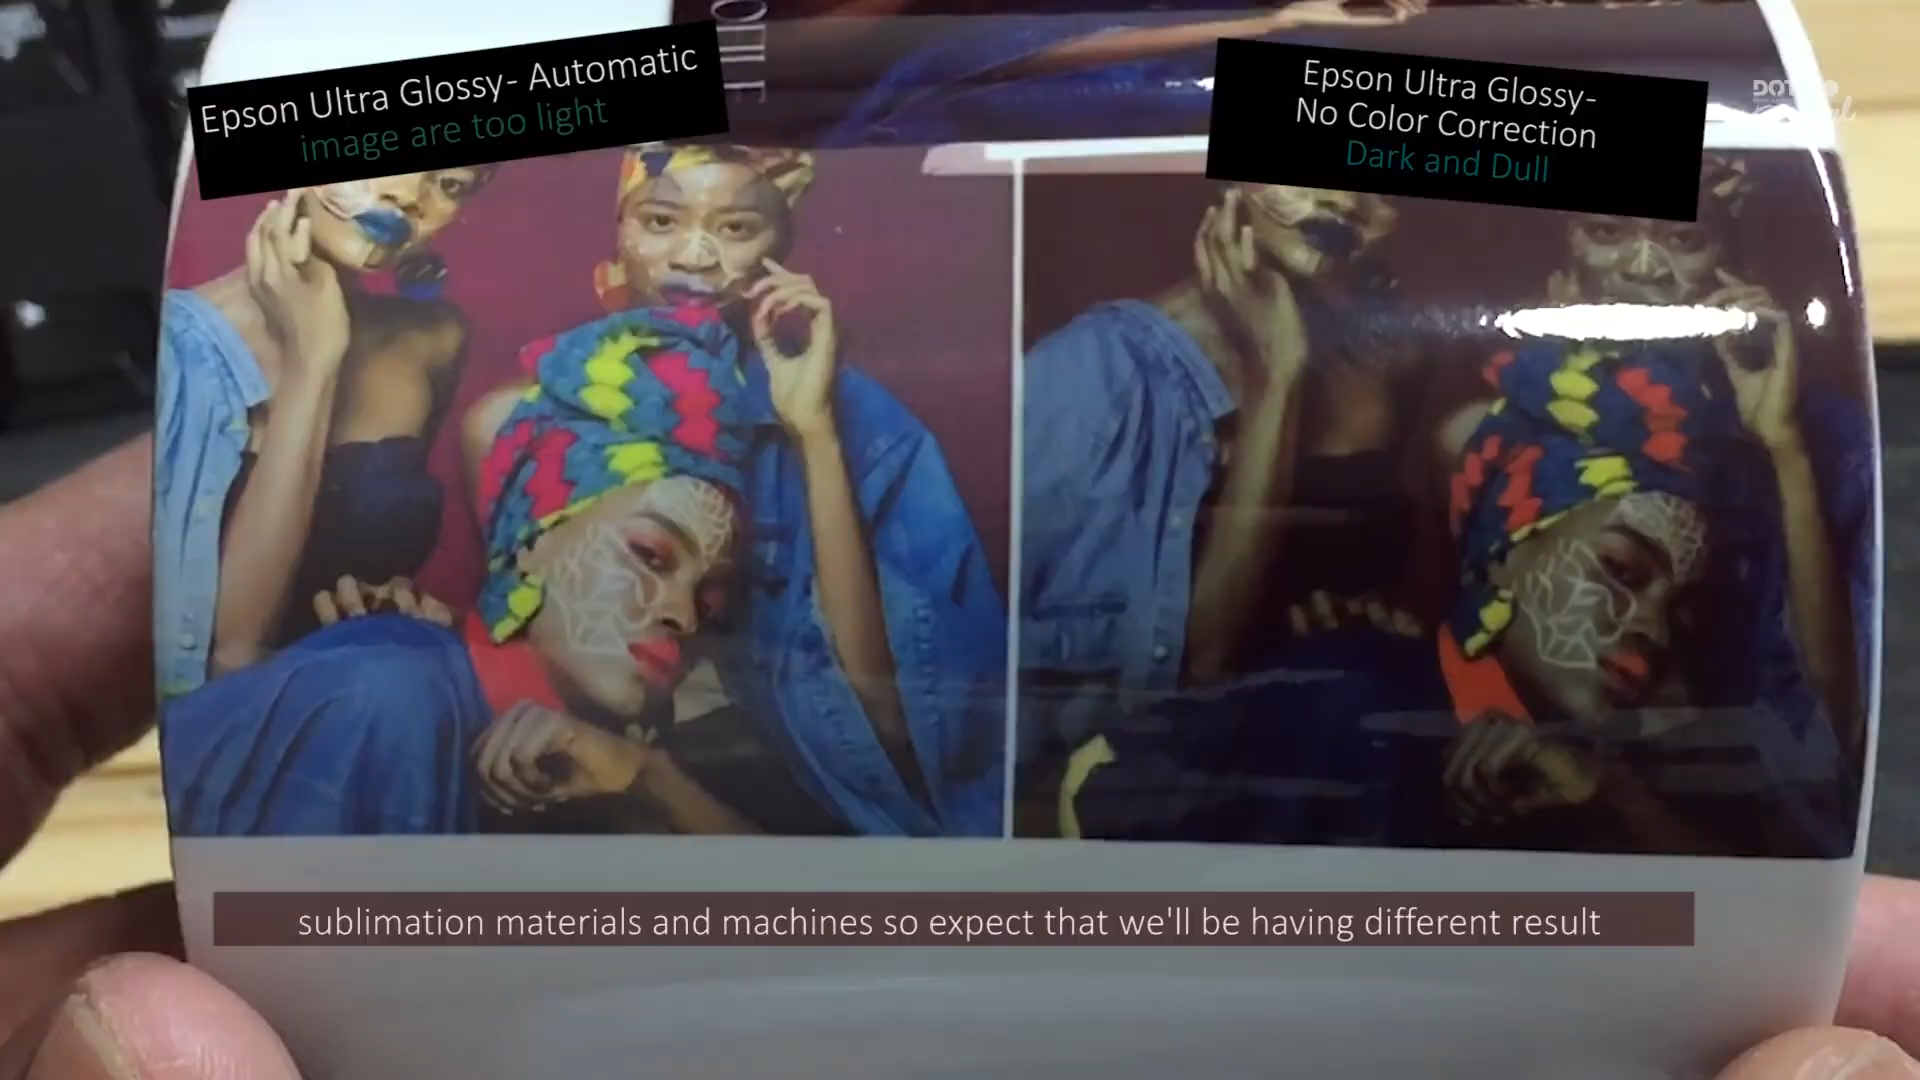 Epson Ultra Glossy- Automatic
image are too light
Epson Ultra Glossy-
No Color Correction
Dark and Dull
sublimation materials and machines so expect that we'll be having different result